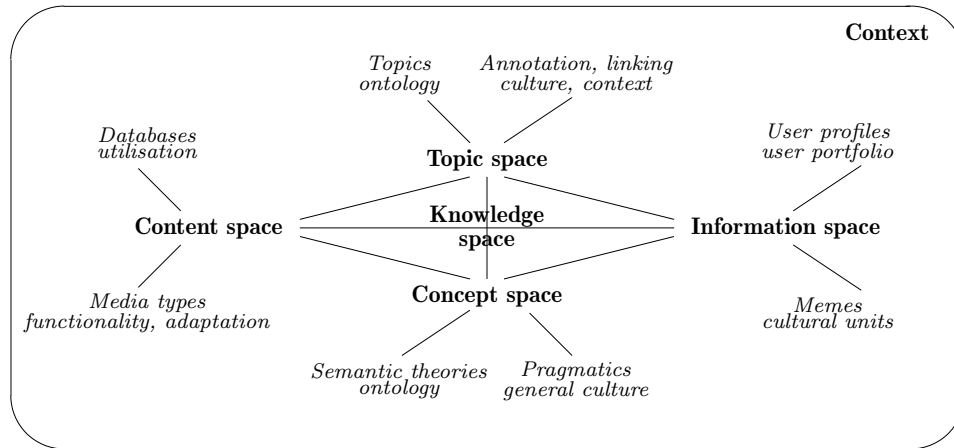 Context
Topics
ontology
Annotation, linking
culture, context
Databases
utilisation
User profiles
user portfolio
Topic space
Content space
Knowledge
space
Information space
Concept space
Media types
functionality, adaptation
Memes
cultural units
Semantic theories
ontology
Pragmatics
general culture